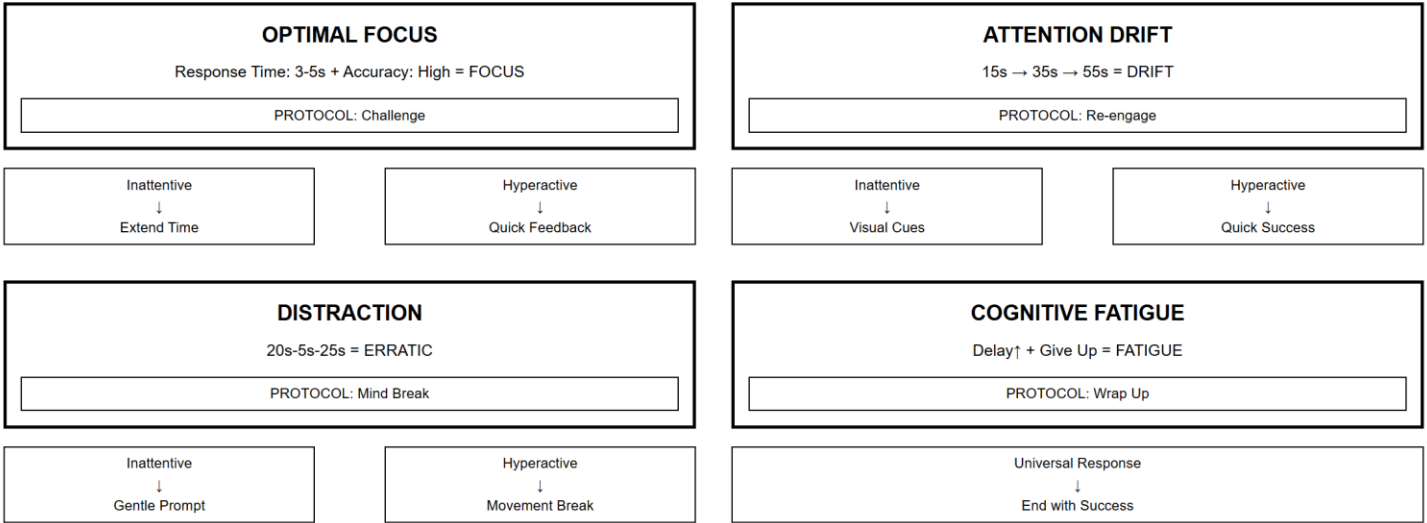 OPTIMAL FOCUS
Response Time: 3-5s + Accuracy: High = FOCUS
PROTOCOL: Challenge
Inattentive
↓
Extend Time
Hyperactive
↓
Quick Feedback
ATTENTION DRIFT
15s → 35s → 55s = DRIFT
PROTOCOL: Re-engage
Inattentive
↓
Visual Cues
Hyperactive
↓
Quick Success
DISTRACTION
20s-5s-25s = ERRATIC
PROTOCOL: Mind Break
Inattentive
↓
Gentle Prompt
Hyperactive
↓
Movement Break
COGNITIVE FATIGUE
Delay↑ + Give Up = FATIGUE
PROTOCOL: Wrap Up
Universal Response
↓
End with Success